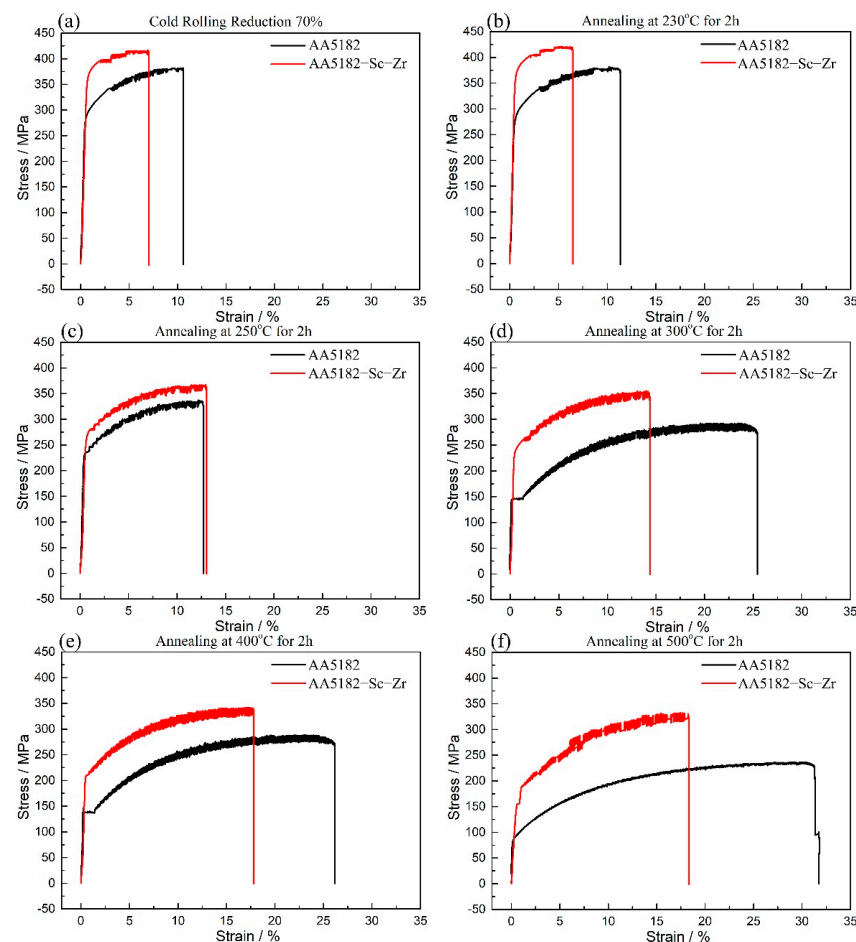 (a) Cold Rolling Reduction 70%
AA5182
AA5182−Sc−Zr
Stress / MPa
450
400
350
300
250
200
150
100
50
0
-50
0 5 10 15 20 25 30 35
Strain / %
(b) Annealing at 230°C for 2h
AA5182
AA5182−Sc−Zr
Stress / MPa
450
400
350
300
250
200
150
100
50
0
-50
0 5 10 15 20 25 30 35
Strain / %
(c) Annealing at 250°C for 2h
AA5182
AA5182−Sc−Zr
Stress / MPa
450
400
350
300
250
200
150
100
50
0
-50
0 5 10 15 20 25 30 35
Strain / %
(d) Annealing at 300°C for 2h
AA5182
AA5182−Sc−Zr
Stress / MPa
450
400
350
300
250
200
150
100
50
0
-50
0 5 10 15 20 25 30 35
Strain / %
(e) Annealing at 400°C for 2h
AA5182
AA5182−Sc−Zr
Stress / MPa
450
400
350
300
250
200
150
100
50
0
-50
0 5 10 15 20 25 30 35
Strain / %
(f) Annealing at 500°C for 2h
AA5182
AA5182−Sc−Zr
Stress / MPa
450
400
350
300
250
200
150
100
50
0
-50
0 5 10 15 20 25 30 35
Strain / %